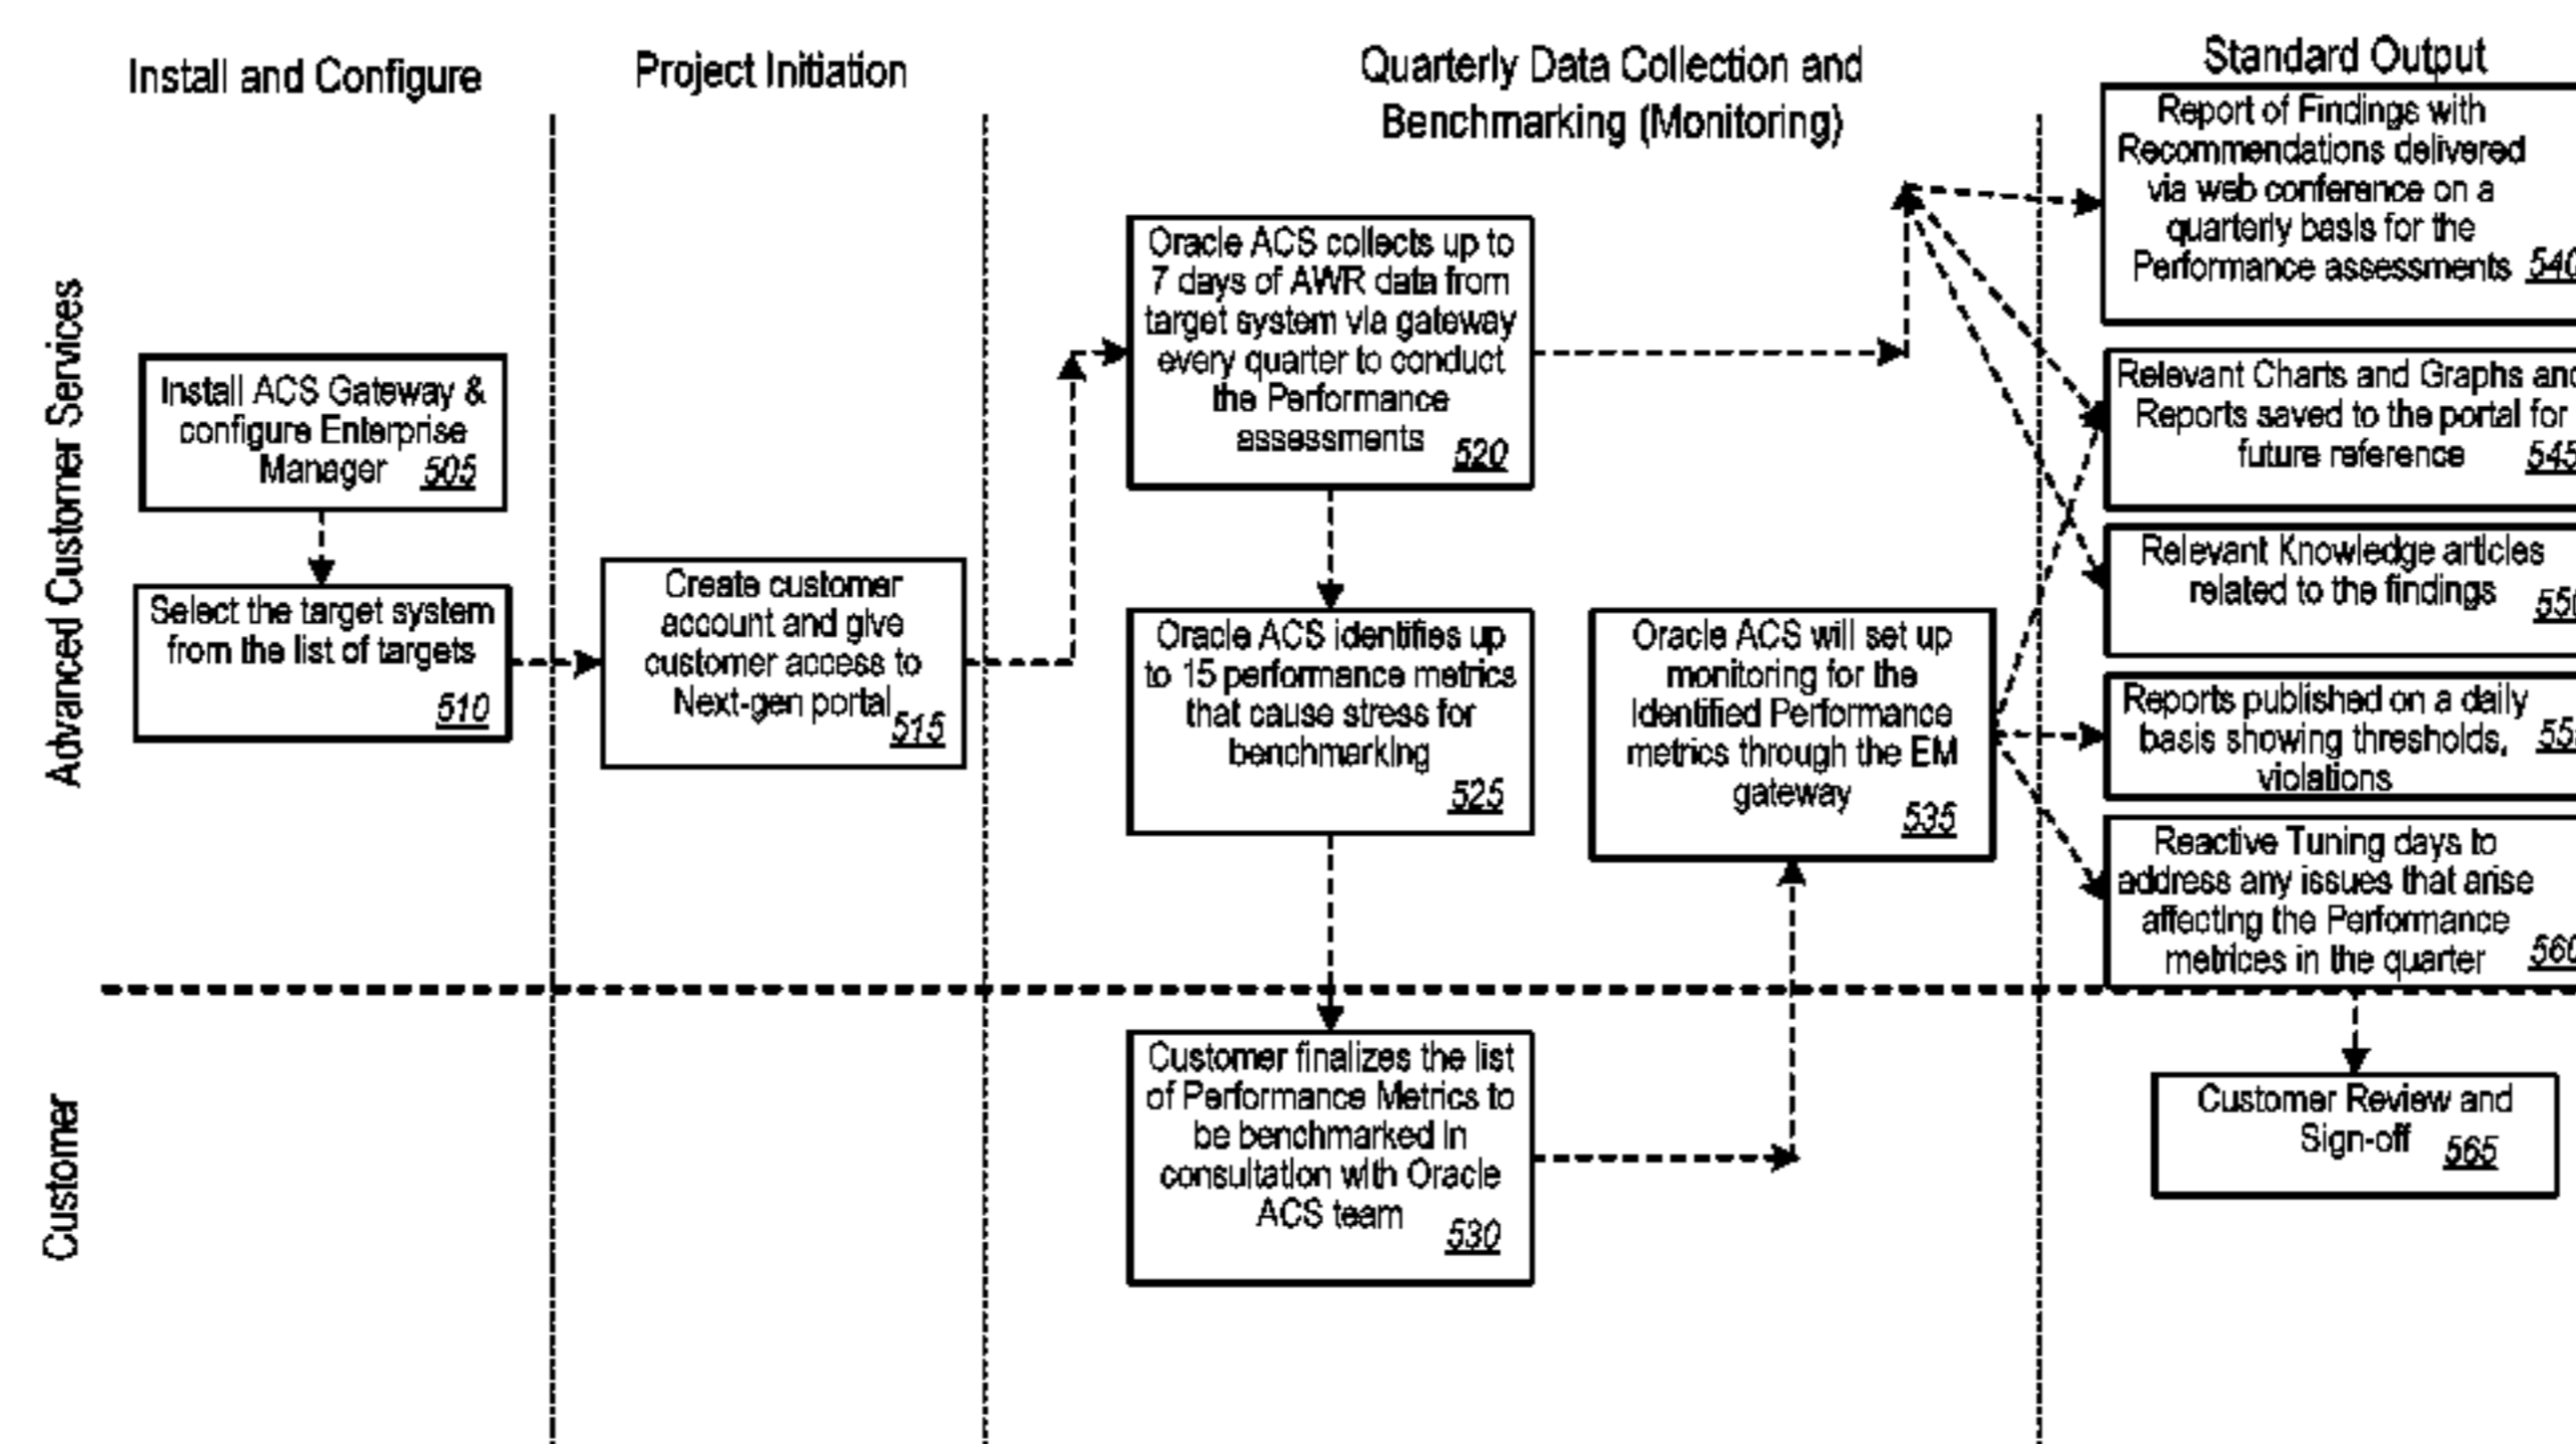 Install and Configure
Project Initiation
Quarterly Data Collection and
Benchmarking (Monitoring)
Standard Output
Advanced Customer Services
Customer
Install ACS Gateway &
configure Enterprise
Manager 505
Select the target system
from the list of targets
510
Create customer
account and give
customer access to
Next-gen portal
515
Oracle ACS collects up to
7 days of AWR data from
target system via gateway
every quarter to conduct
the Performance
assessments 520
Oracle ACS identifies up
to 15 performance metrics
that cause stress for
benchmarking
525
Customer finalizes the list
of Performance Metrics to
be benchmarked in
consultation with Oracle
ACS team 530
Oracle ACS will set up
monitoring for the
Identified Performance
metrics through the EM
gateway 535
Report of Findings with
Recommendations delivered
via web conference on a
quarterly basis for the
Performance assessments 540
Relevant Charts and Graphs and
Reports saved to the portal for
future reference 545
Relevant Knowledge articles
related to the findings 550
Reports published on a daily
basis showing thresholds,
violations
Reactive Tuning days to
address any issues that arise
affecting the Performance
metrices in the quarter 560
Customer Review and
Sign-off 565